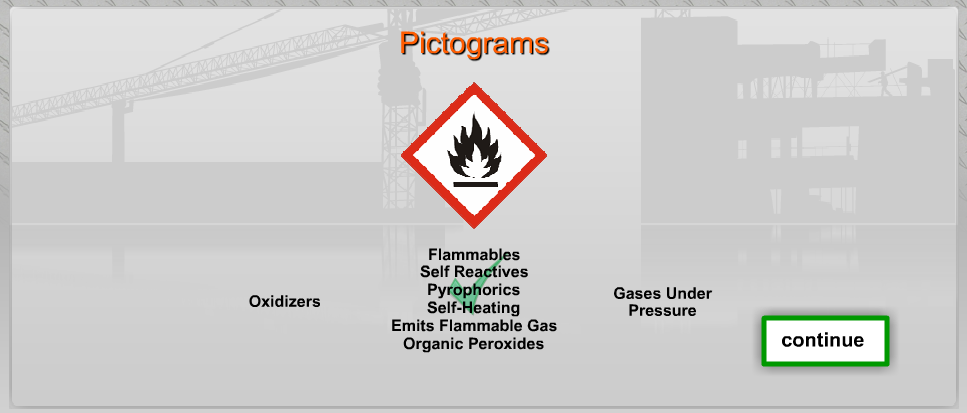 Pictograms
Oxidizers
Flammables
Self Reactives
Pyrophorics
Self-Heating
Emits Flammable Gas
Organic Peroxides
Gases Under
Pressure
continue